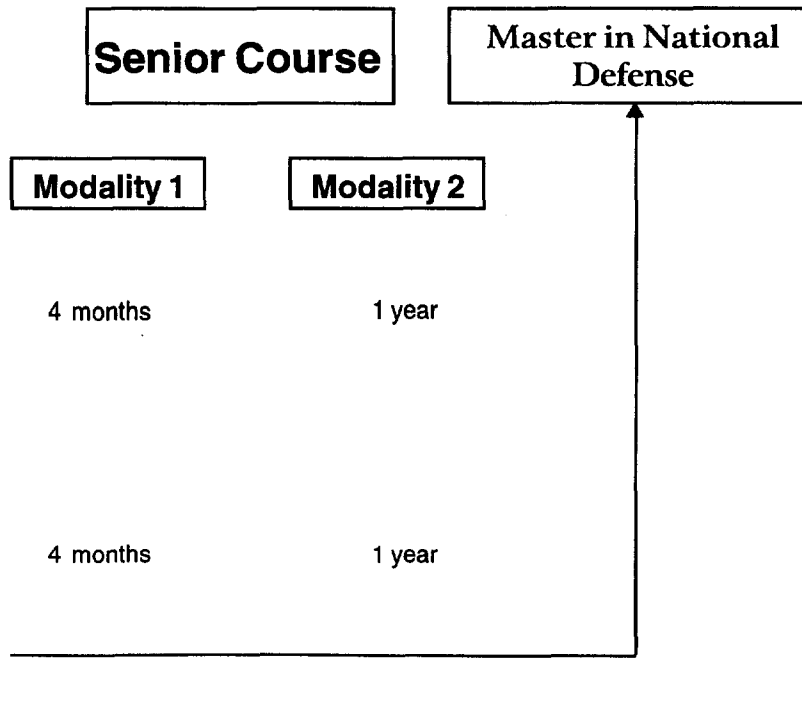 Senior Course
Master in National
Defense
Modality 1 Modality 2
4 months 1 year
4 months 1 year